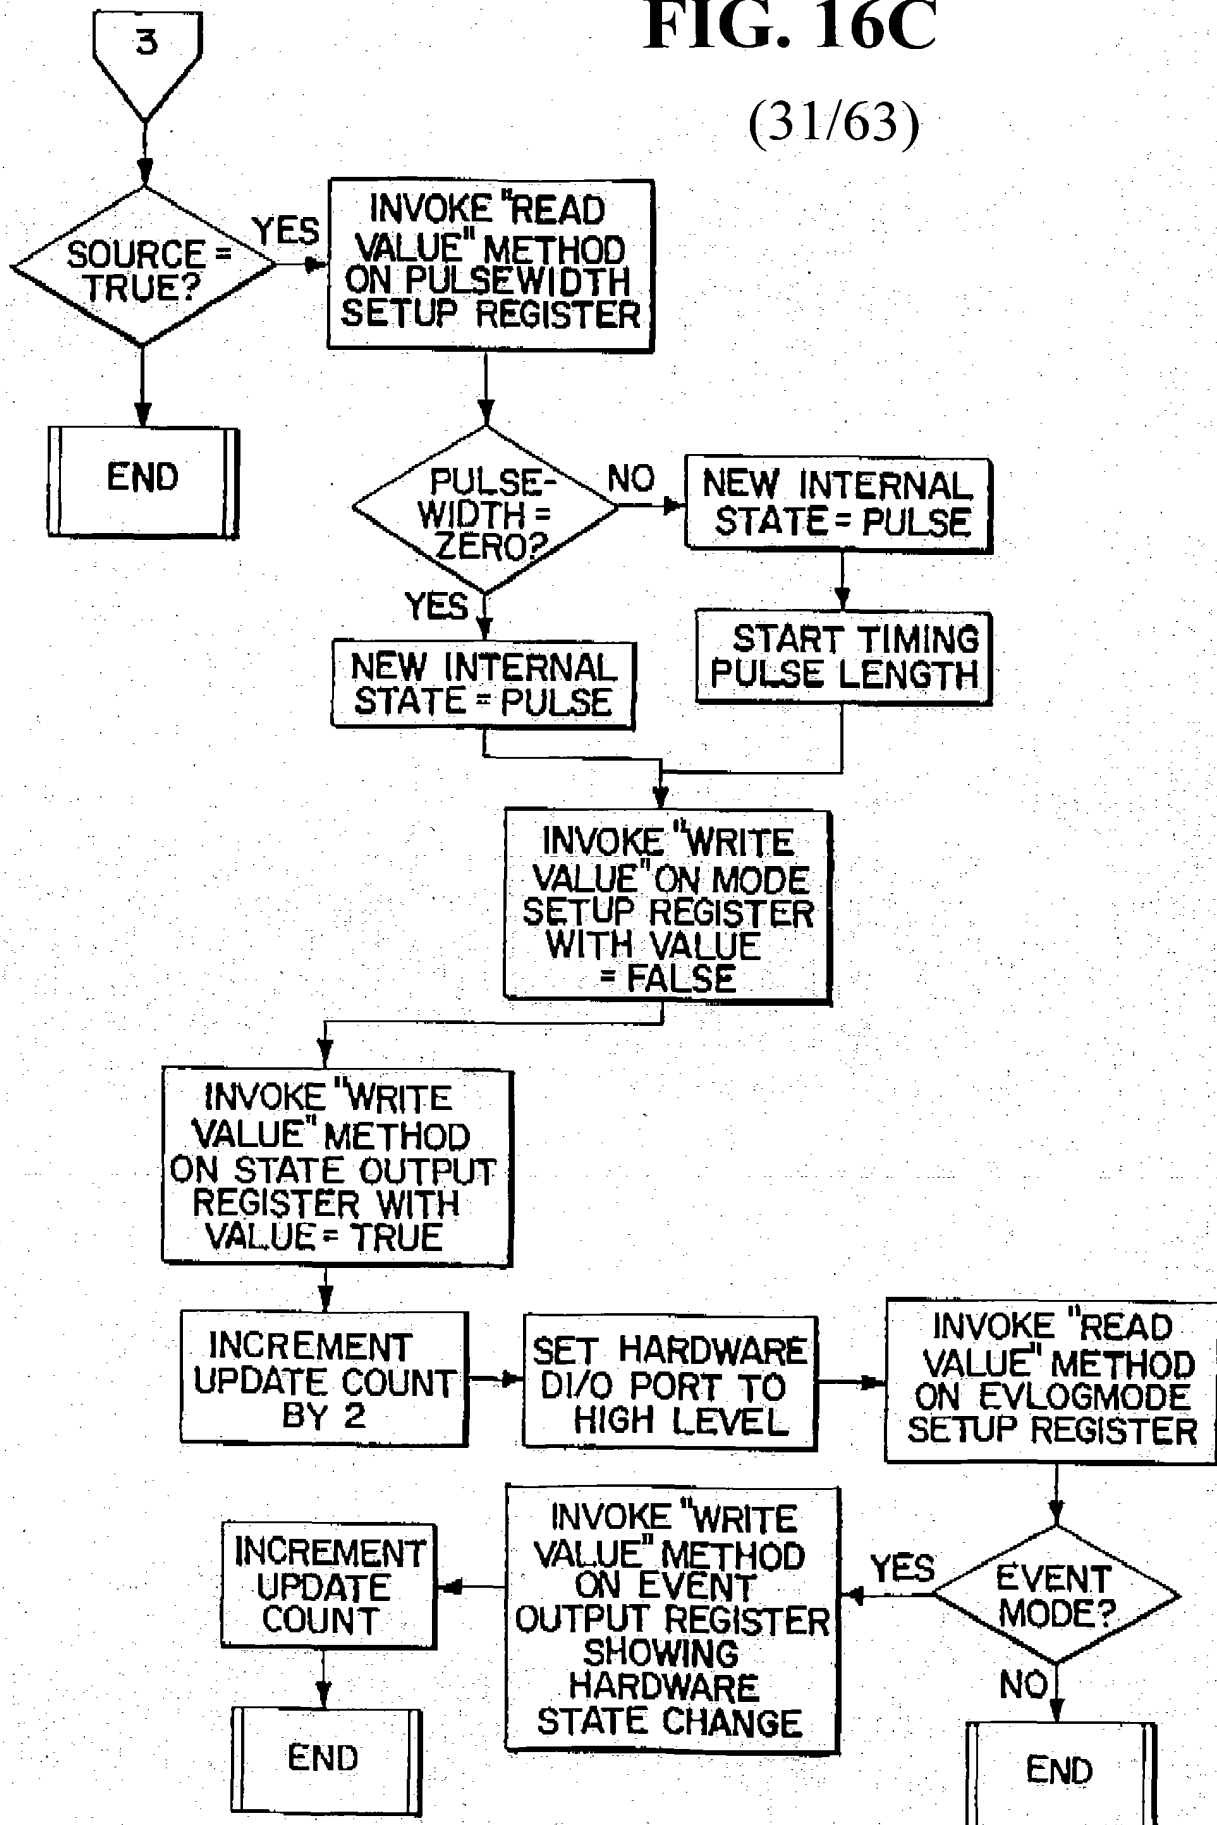 FIG. 16C
(31/63)
3
SOURCE =
TRUE?
YES
INVOKE "READ
VALUE" METHOD
ON PULSEWIDTH
SETUP REGISTER
END
PULSE-
WIDTH =
ZERO?
NO
NEW INTERNAL
STATE = PULSE
YES
START TIMING
PULSE LENGTH
NEW INTERNAL
STATE = PULSE
INVOKE "WRITE
VALUE" ON MODE
SETUP REGISTER
WITH VALUE
= FALSE
INVOKE "WRITE
VALUE" METHOD
ON STATE OUTPUT
REGISTER WITH
VALUE = TRUE
INCREMENT
UPDATE COUNT
BY 2
SET HARDWARE
DI/O PORT TO
HIGH LEVEL
INVOKE "READ
VALUE" METHOD
ON EVLOGMODE
SETUP REGISTER
EVENT
MODE?
YES
INVOKE "WRITE
VALUE" METHOD
ON EVENT
OUTPUT REGISTER
SHOWING
HARDWARE
STATE CHANGE
INCREMENT
UPDATE
COUNT
END
NO
END